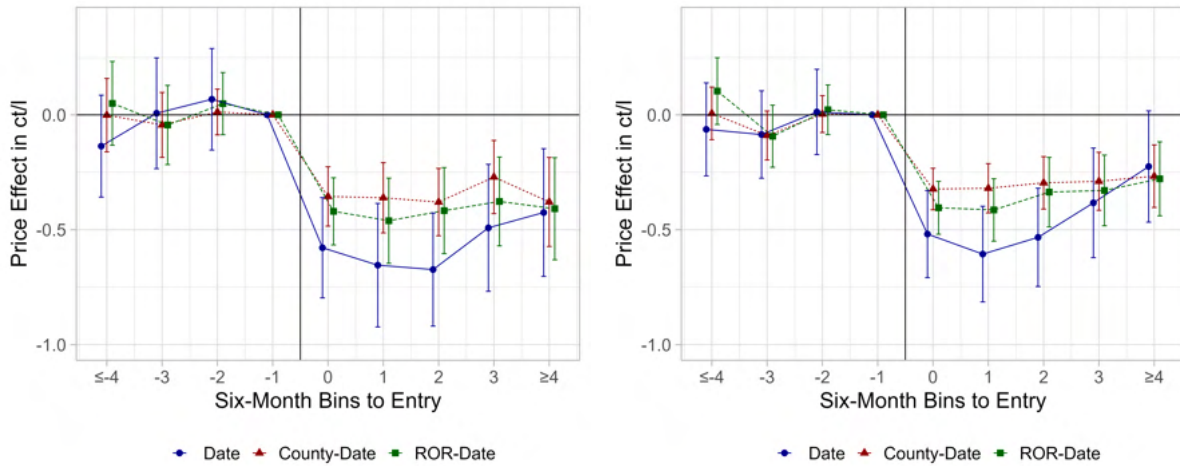 Price Effect in ct/l
0.0
-0.5
-1.0
≤-4 -3 -2 -1 0 1 2 3 ≥4
Six-Month Bins to Entry
Date County-Date ROR-Date
Price Effect in ct/l
0.0
-0.5
-1.0
≤-4 -3 -2 -1 0 1 2 3 ≥4
Six-Month Bins to Entry
Date County-Date ROR-Date